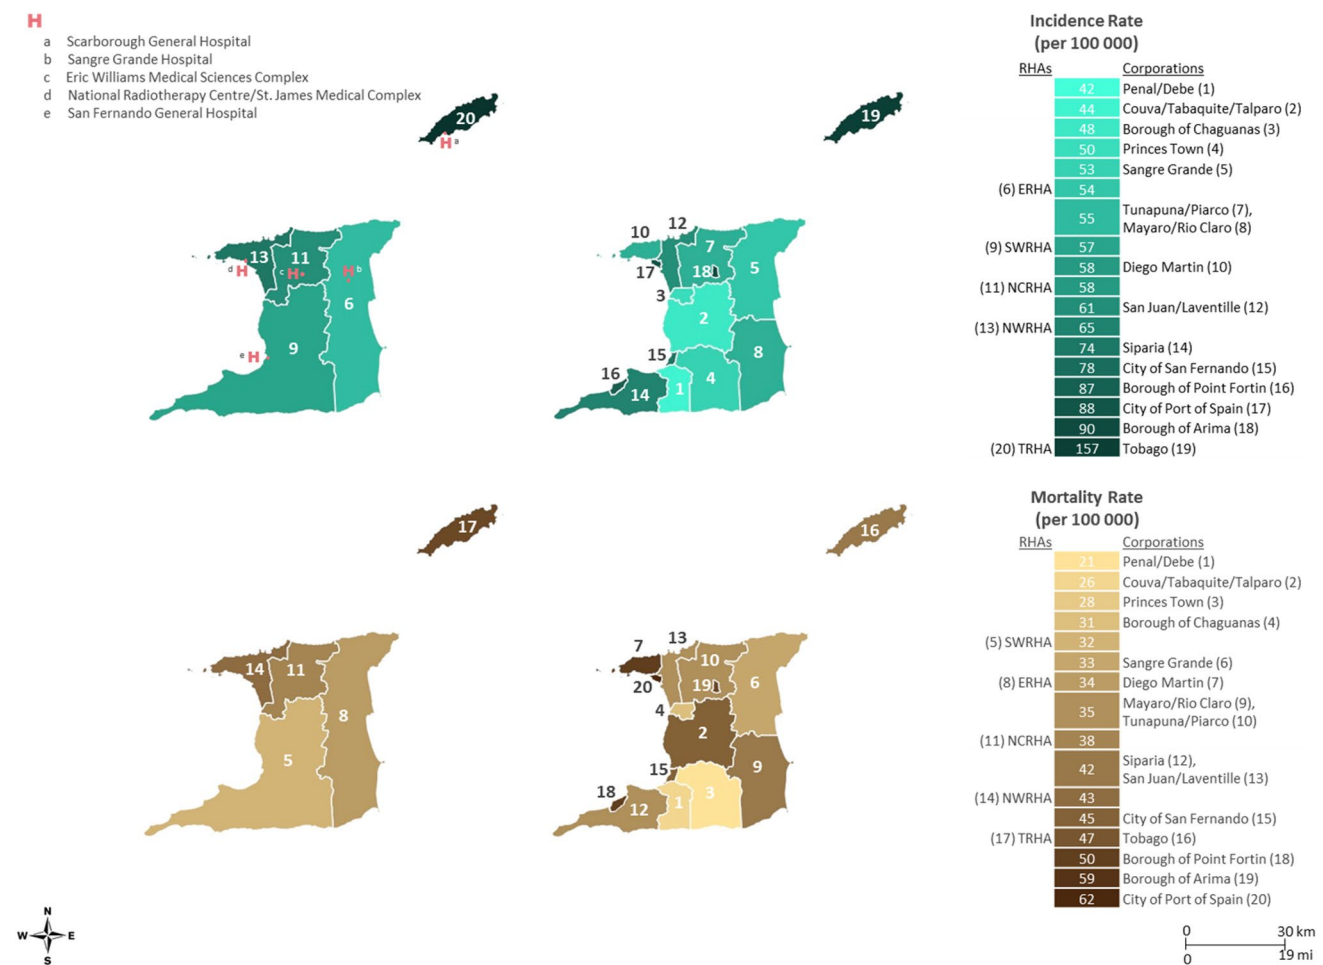 H
a Scarborough General Hospital
b Sangre Grande Hospital
c Eric Williams Medical Sciences Complex
d National Radiotherapy Centre/St. James Medical Complex
e San Fernando General Hospital
20
H a
19
13
11
d H
c H
H b
6
9
e H
10
12
7
17
18
5
3
2
15
8
16
14
1
4
Incidence Rate
(per 100 000)
RHAs Corporations
42 Penal/Debe (1)
44 Couva/Tabaquite/Talparo (2)
48 Borough of Chaguanas (3)
50 Princes Town (4)
53 Sangre Grande (5)
(6) ERHA 54
55 Tunapuna/Piarco (7),
Mayaro/Rio Claro (8)
(9) SWRHA 57
58 Diego Martin (10)
(11) NCRHA 58
61 San Juan/Laventille (12)
(13) NWRHA 65
74 Siparia (14)
78 City of San Fernando (15)
87 Borough of Point Fortin (16)
88 City of Port of Spain (17)
90 Borough of Arima (18)
(20) TRHA 157 Tobago (19)
17
16
14
11
8
5
7
13
10
20
19
6
4
2
15
9
18
12
1
3
Mortality Rate
(per 100 000)
RHAs Corporations
21 Penal/Debe (1)
26 Couva/Tabaquite/Talparo (2)
28 Princes Town (3)
31 Borough of Chaguanas (4)
(5) SWRHA 32
33 Sangre Grande (6)
(8) ERHA 34 Diego Martin (7)
35 Mayaro/Rio Claro (9),
Tunapuna/Piarco (10)
(11) NCRHA 38
42 Siparia (12),
San Juan/Laventille (13)
(14) NWRHA 43
45 City of San Fernando (15)
(17) TRHA 47 Tobago (16)
50 Borough of Point Fortin (18)
59 Borough of Arima (19)
62 City of Port of Spain (20)
N
W E
S
0 30 km
0 19 mi